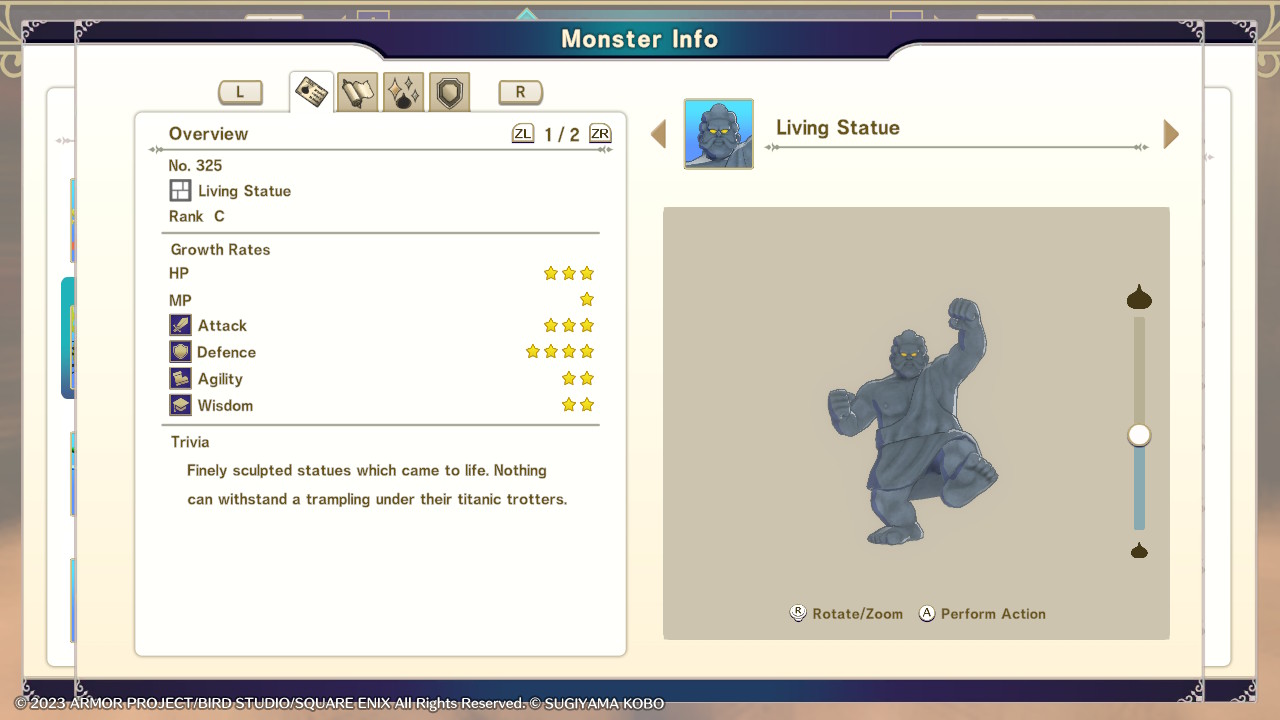 Monster Info
L
R
Overview
ZL 1 / 2 ZR
No. 325
Living Statue
Rank C
Growth Rates
HP
MP
Attack
Defence
Agility
Wisdom
Trivia
Finely sculpted statues which came to life. Nothing
can withstand a trampling under their titanic trotters.
Living Statue
R Rotate/Zoom A Perform Action
© 2023 ARMOR PROJECT/BIRD STUDIO/SQUARE ENIX All Rights Reserved. © SUGIYAMA KOBO